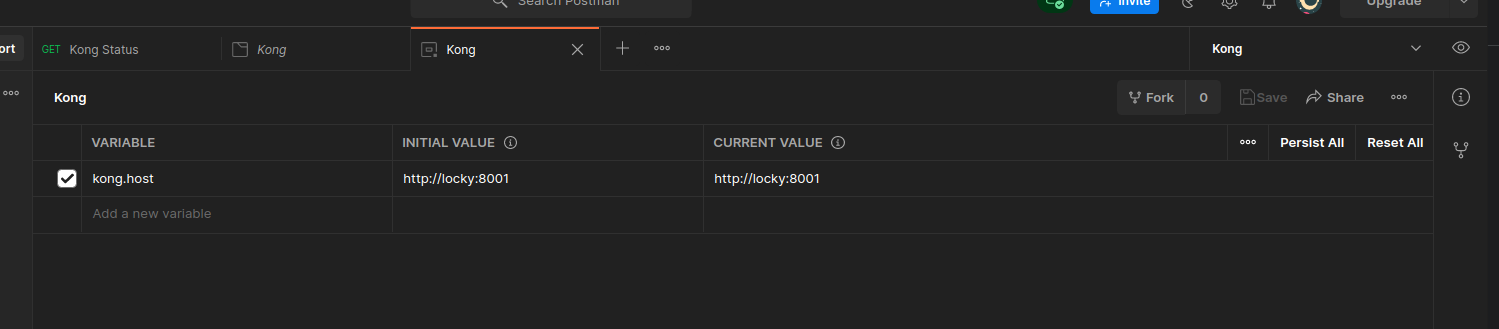 Search Postman
Invite
Upgrade
ort
GET Kong Status
Kong
Kong
Kong
Kong
Fork
0
Save
Share
VARIABLE
INITIAL VALUE
CURRENT VALUE
Persist All
Reset All
kong.host
http://locky:8001
http://locky:8001
Add a new variable